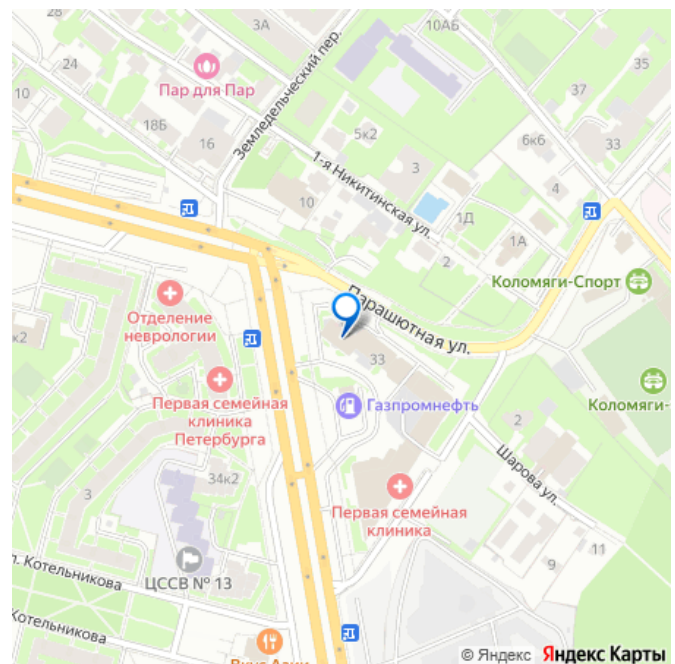 28
3А
10АБ
24
Пар для Пар
Земледельческий пер.
35
37
10
18Б
16
5к2
6к6
33
1-я Никитинская ул.
3
4
10
1Д
1А
2
Коломяги-Спорт
Отделение
неврологии
Парашютная ул.
к2
33
Первая семейная
клиника
Петербурга
Газпромнефть
Коломяги-
2
34к2
Шарова ул.
3
Первая семейная
клиника
11
9
л. Котельникова
ЦССВ № 13
Котельникова
Вкус Азии
© Яндекс Яндекс Карты